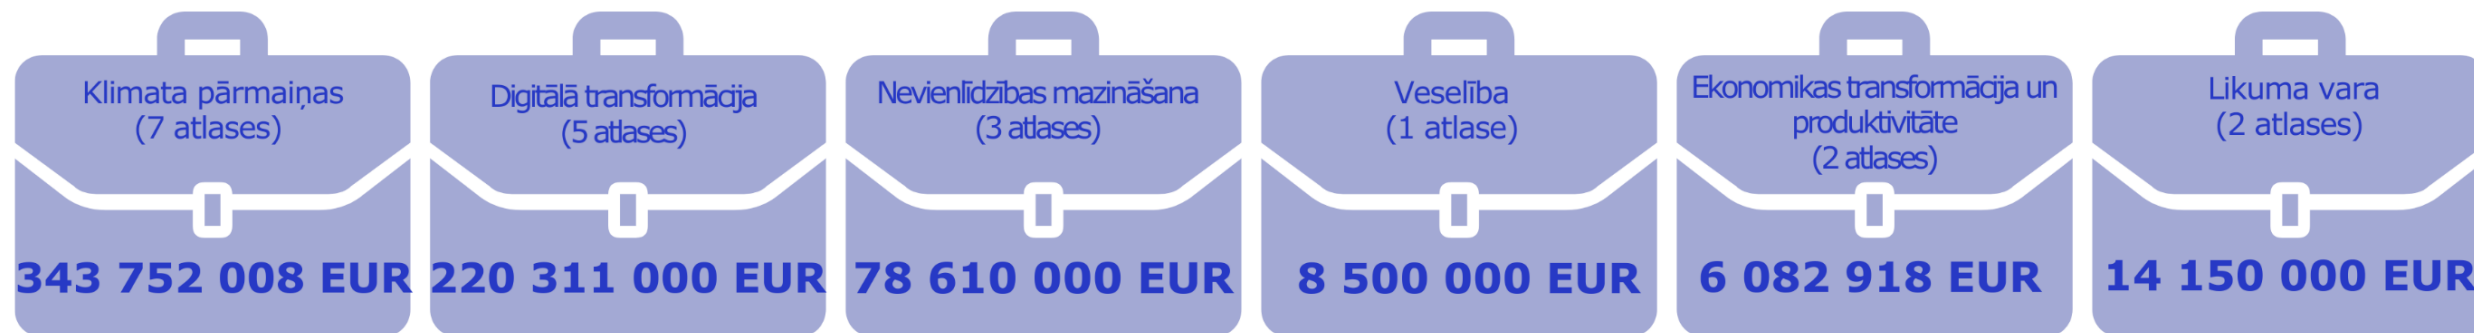 Klimata pārmaiņas
(7 atlases)
343 752 008 EUR
Digitālā transformācija
(5 atlases)
220 311 000 EUR
Nevienlīdzības mazināšana
(3 atlases)
78 610 000 EUR
Veselība
(1 atlase)
8 500 000 EUR
Ekonomikas transformācija un
produktivitāte
(2 atlases)
6 082 918 EUR
Likuma vara
(2 atlases)
14 150 000 EUR